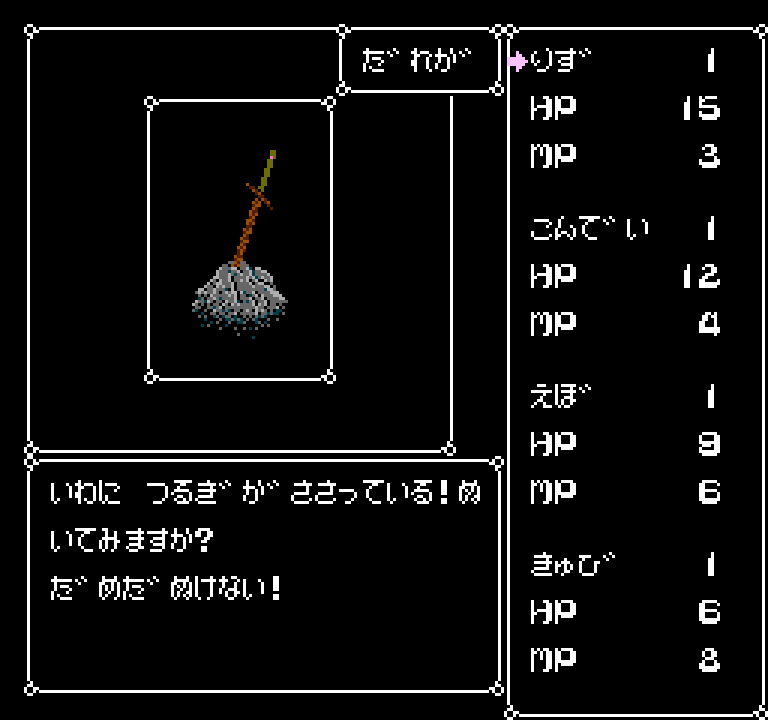 だれが
いわに　つるぎが　ささっている!ぬ
いてみますか?
だめだ　ぬけない!
りず 1
HP 15
MP 3
こんでい 1
HP 12
MP 4
えぼ 1
HP 9
MP 6
きゅび 1
HP 6
MP 8